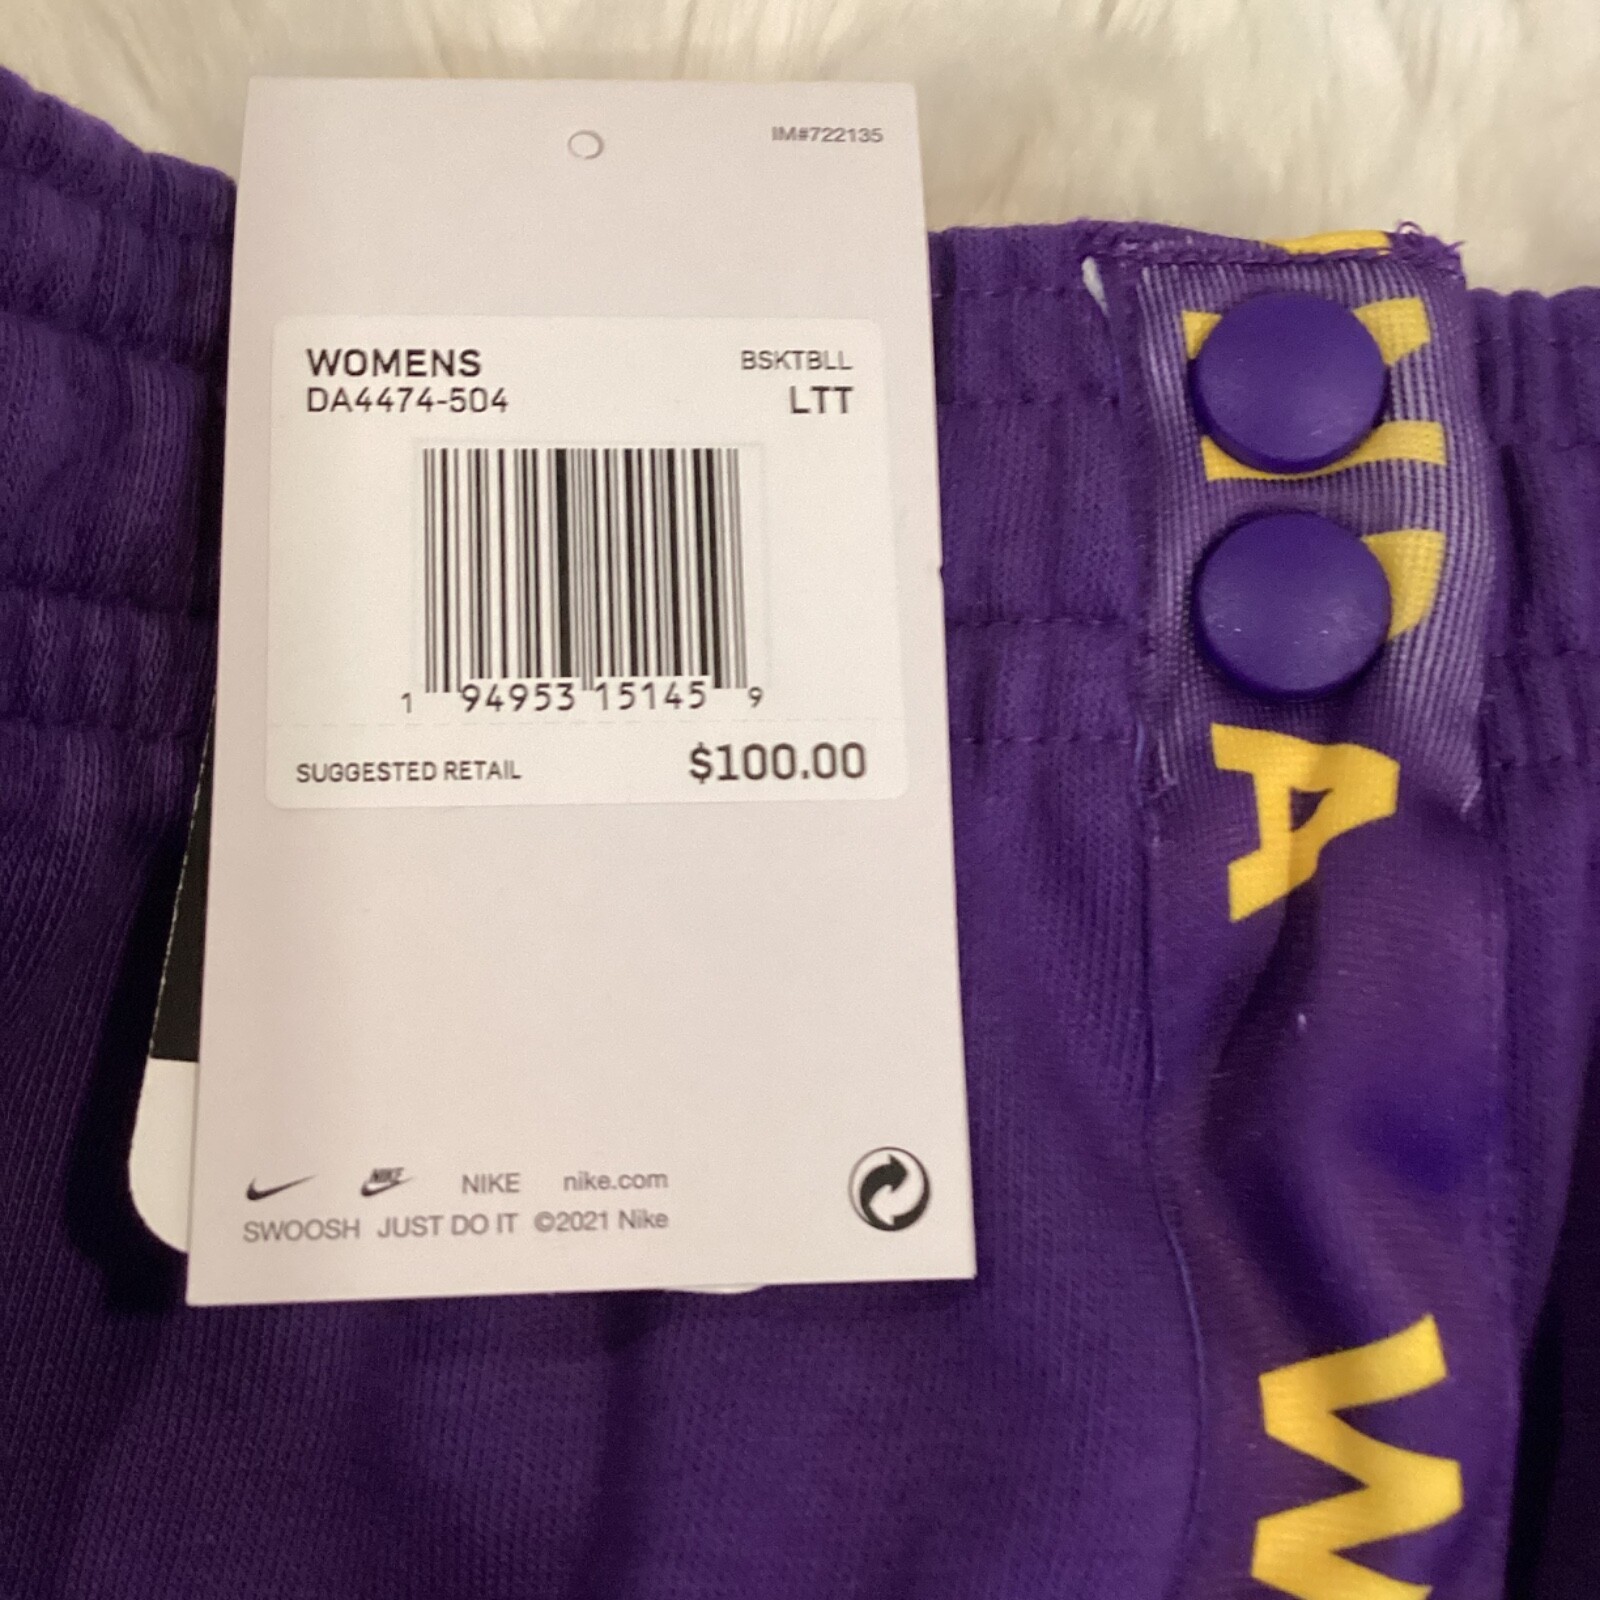 IM#722135
WOMENS BSKTBLL
DA4474-504 LTT
1 94953 15145 9
SUGGESTED RETAIL $100.00
NIKE NIKE nike.com
SWOOSH JUST DO IT ©2021 Nike
A
W